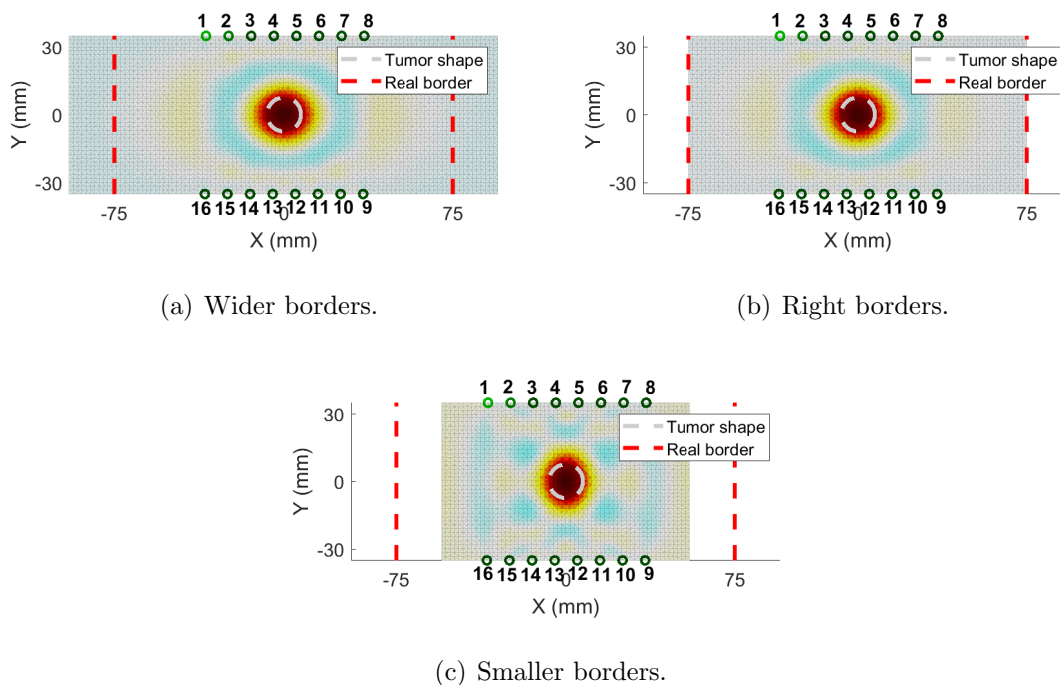 1 2 3 4 5 6 7 8
30
0
-30
Y (mm)
Tumor shape
Real border
16 15 14 13 12 11 10 9
-75 0 75
X (mm)
(a) Wider borders.
1 2 3 4 5 6 7 8
30
0
-30
Y (mm)
Tumor shape
Real border
16 15 14 13 12 11 10 9
-75 0 75
X (mm)
(b) Right borders.
1 2 3 4 5 6 7 8
30
0
-30
Y (mm)
Tumor shape
Real border
16 15 14 13 12 11 10 9
-75 0 75
X (mm)
(c) Smaller borders.